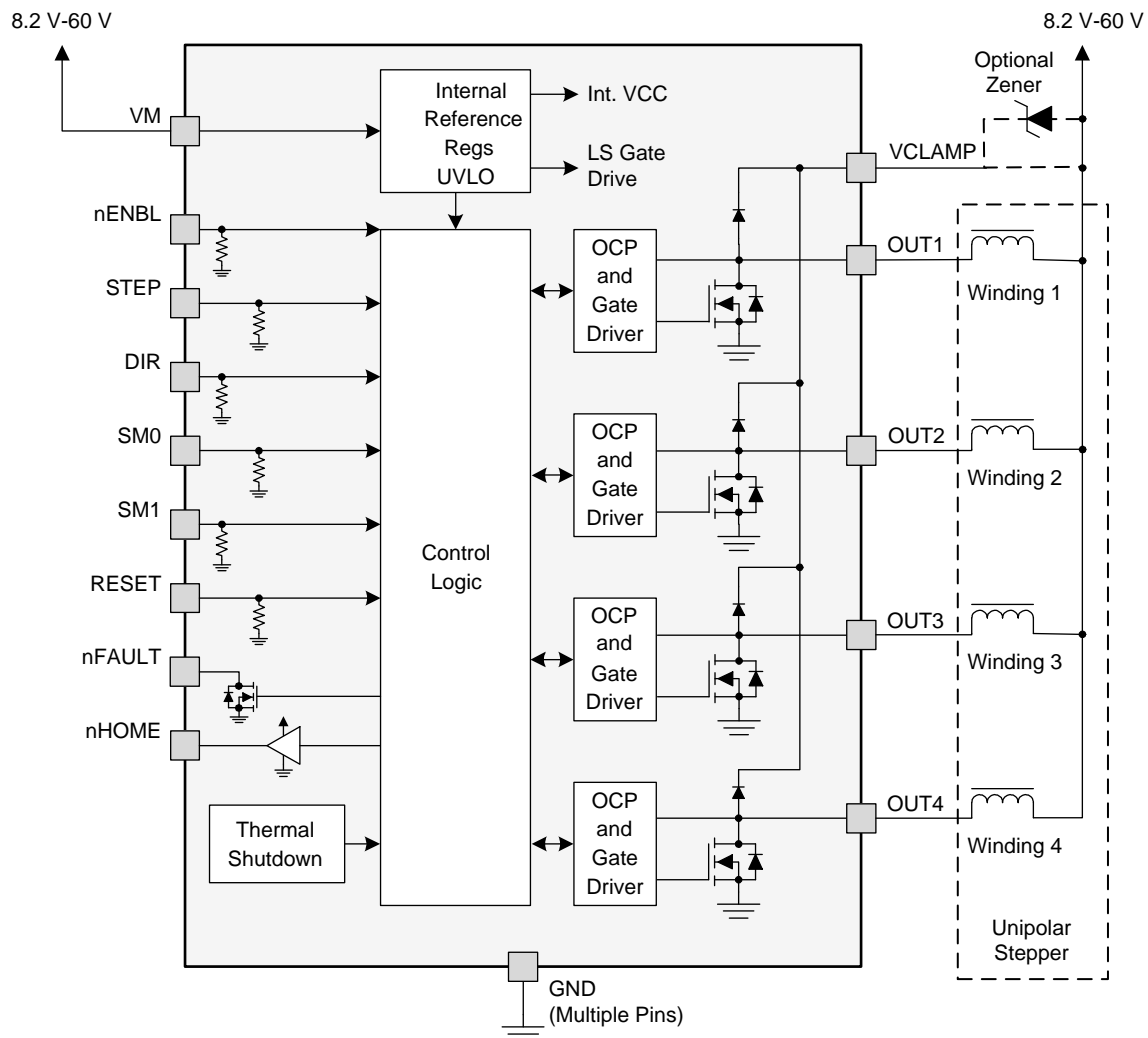 8.2 V-60 V
8.2 V-60 V
Optional
Zener
VM
Internal
Reference
Regs
UVLO
Int. VCC
LS Gate
Drive
VCLAMP
nENBL
STEP
DIR
SM0
SM1
RESET
nFAULT
nHOME
Control
Logic
Thermal
Shutdown
OCP
and
Gate
Driver
OUT1
Winding 1
OCP
and
Gate
Driver
OUT2
Winding 2
OCP
and
Gate
Driver
OUT3
Winding 3
OCP
and
Gate
Driver
OUT4
Winding 4
Unipolar
Stepper
GND
(Multiple Pins)